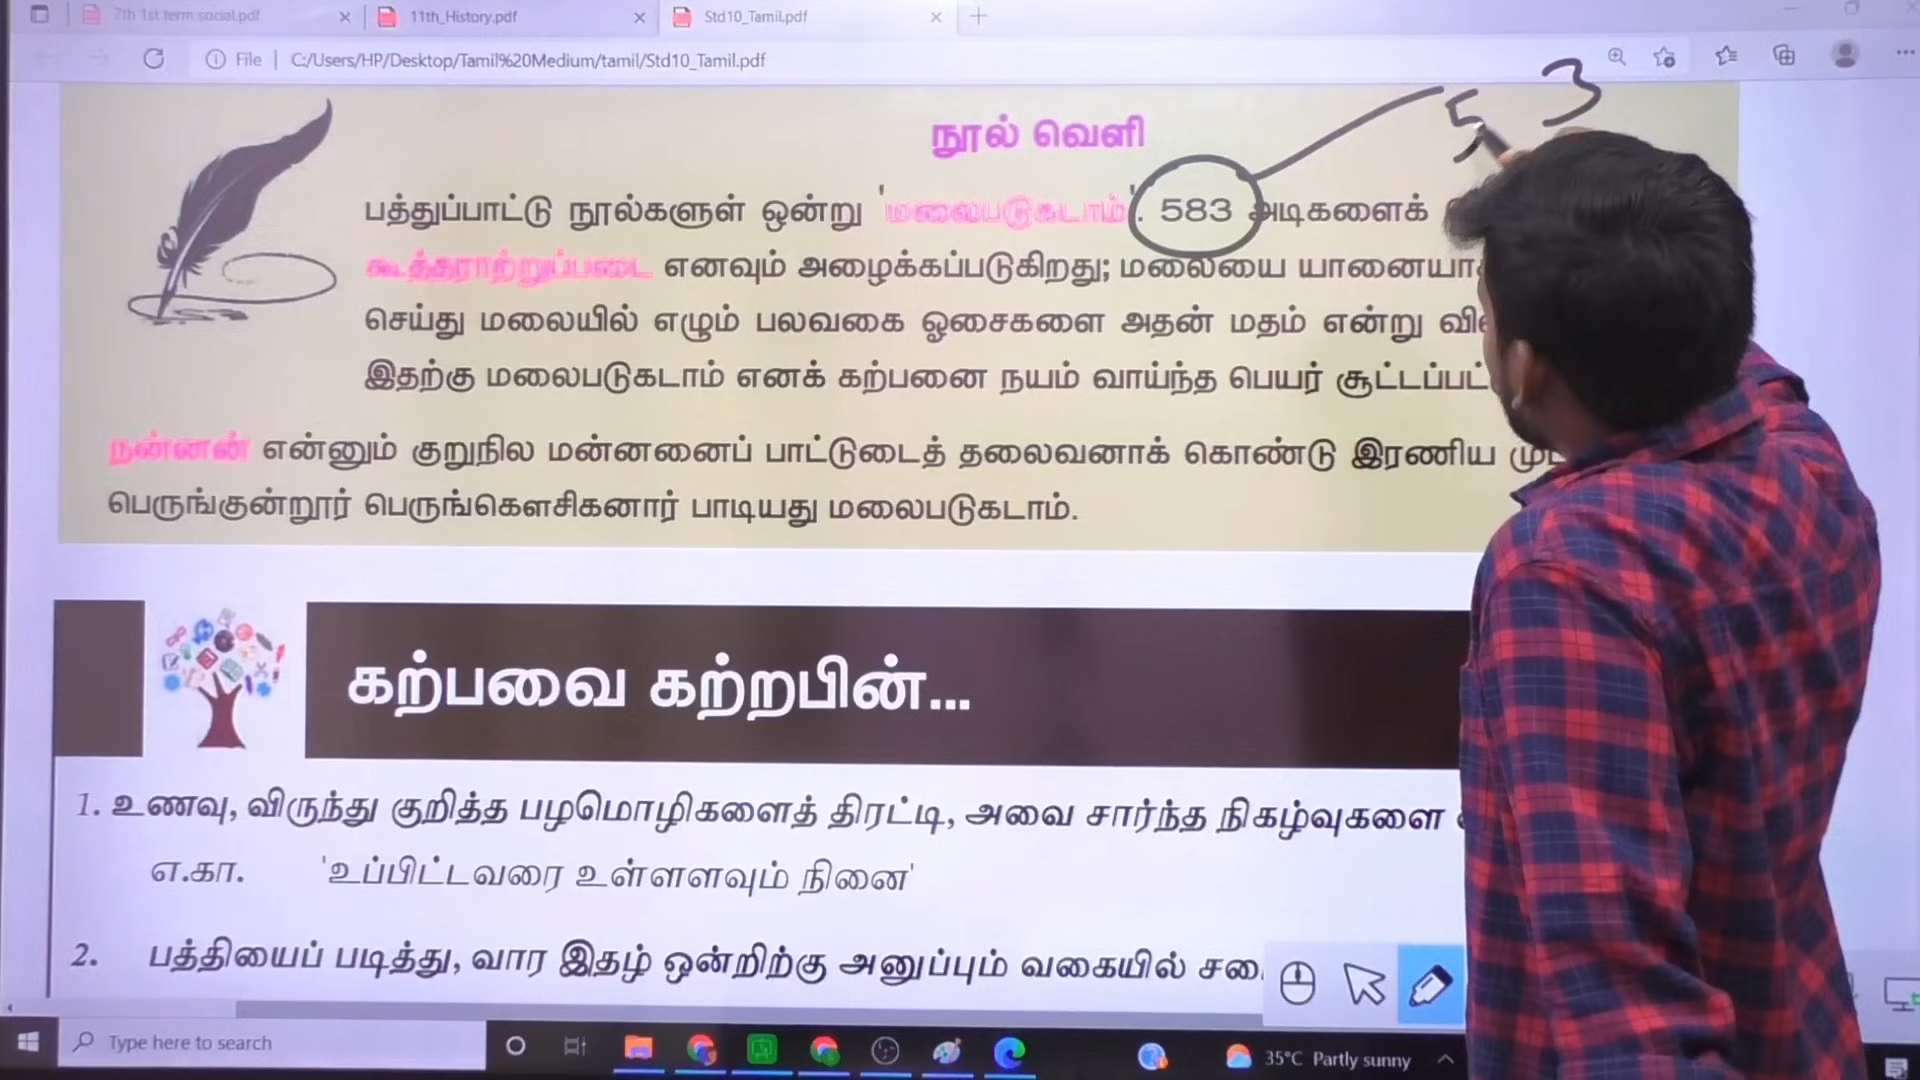 7th 1st term social.pdf
11th_History.pdf
Std10_Tamil.pdf
File
C:/Users/HP/Desktop/Tamil%20Medium/tamil/Std10_Tamil.pdf
5 3
நூல் வெளி
பத்துப்பாட்டு நூல்களுள் ஒன்று 'மலைபடுகடாம்'. 583 அடிகளைக்
கூத்தராற்றுப்படை எனவும் அழைக்கப்படுகிறது; மலையை
செய்து மலையில் எழும் பலவகை ஓசைகளை அதன் மதம் என்று
இதற்கு மலைபடுகடாம் எனக் கற்பனை நயம் வாய்ந்த பெயர்
நன்னன் என்னும் குறுநில மன்னனைப் பாட்டுடைத் தலைவனாக் கொண்டு இரணிய
பெருங்குன்றூர் பெருங்கௌசிகனார் பாடியது மலைபடுகடாம்.
கற்பவை கற்றபின்...
1. உணவு, விருந்து குறித்த பழமொழிகளைத் திரட்டி, அவை சார்ந்த நிகழ்வுகளை
எ.கா. 'உப்பிட்டவரை உள்ளளவும் நினை'
2. பத்தியைப் படித்து, வார இதழ் ஒன்றிற்கு அனுப்பும் வகையில்
Type here to search
35°C Partly sunny